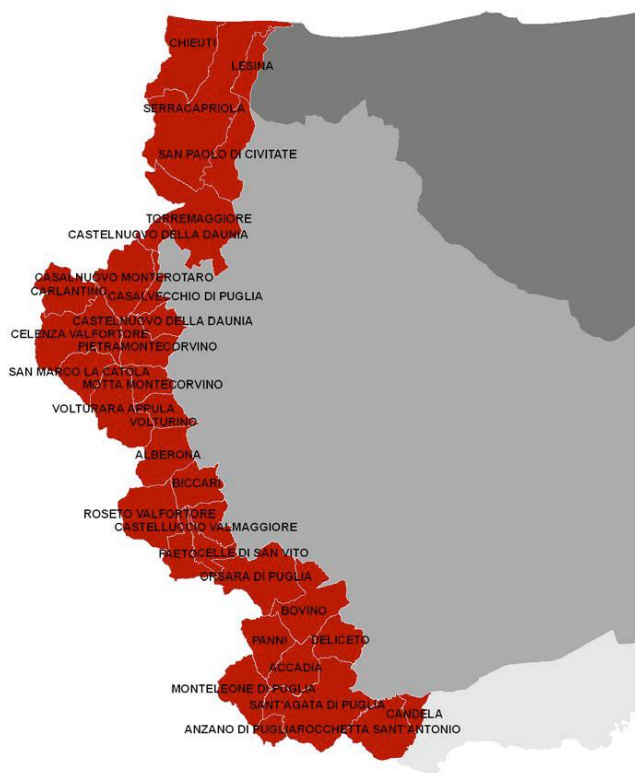 CHIEUTI
LESINA
SERRACAPRIOLA
SAN PAOLO DI CIVITATE
TORREMAGGIORE
CASTELNUOVO DELLA DAUNIA
CASALNUOVO MONTEROTARO
CARLANTINO
CASALVECCHIO DI PUGLIA
CASTELNUOVO DELLA DAUNIA
CELENZA VALFORTORE
PIETRAMONTECORVINO
SAN MARCO LA CATOLA
MOTTA MONTECORVINO
VOLTURARA APPULA
VOLTURINO
ALBERONA
BICCARI
ROSETO VALFORTORE
CASTELLUCCIO VALMAGGIORE
FAETO
CELLE DI SAN VITO
ORSARA DI PUGLIA
BOVINO
PANNI
DELICETO
ACCADIA
MONTELEONE DI PUGLIA
SANT'AGATA DI PUGLIA
CANDELA
ANZANO DI PUGLIA
ROCCHETTA SANT'ANTONIO